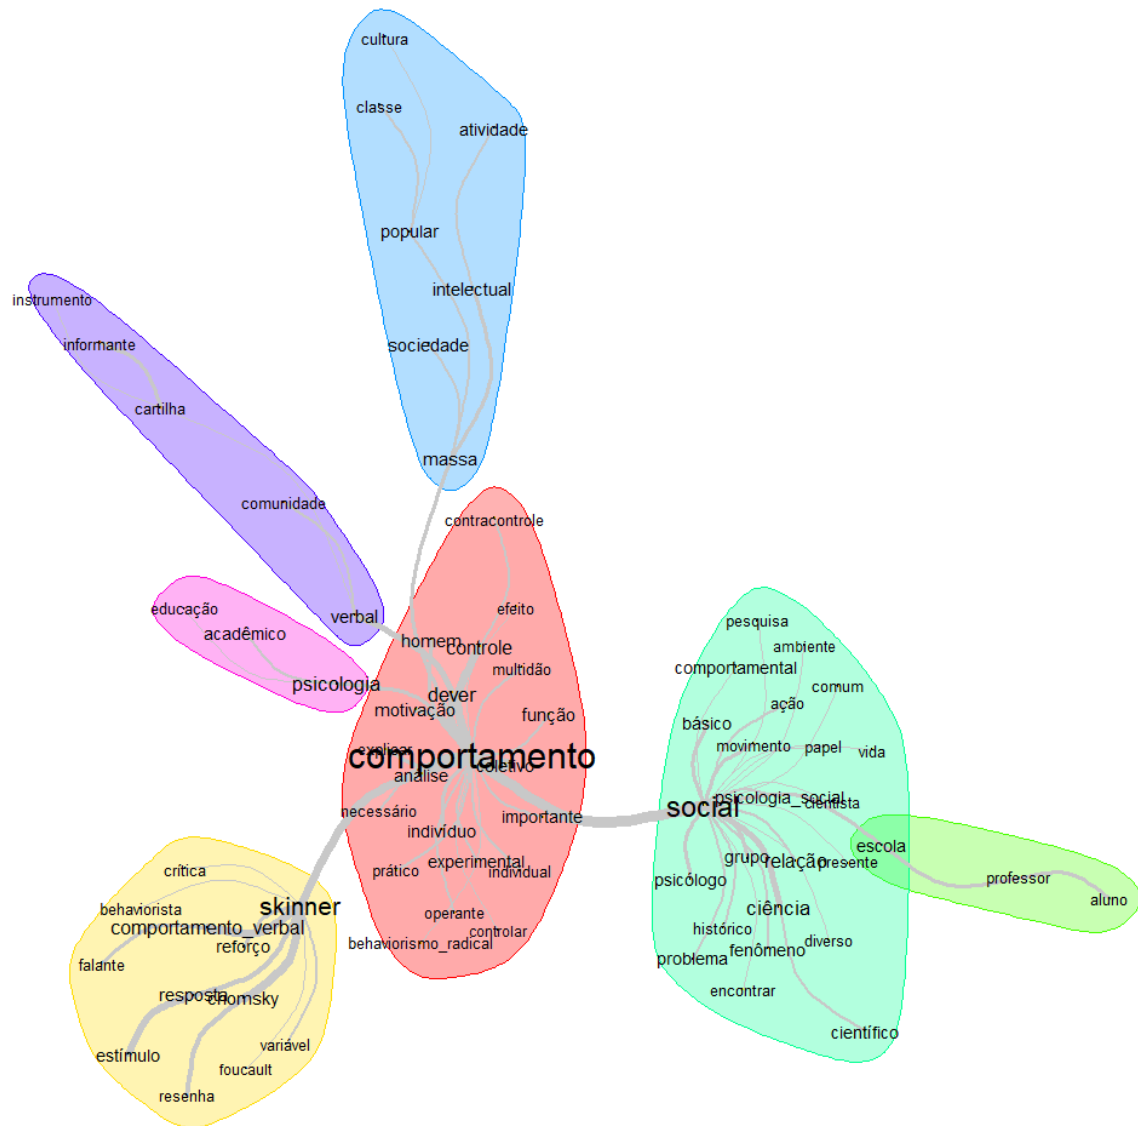 cultura
classe
atividade
popular
intelectual
sociedade
massa
instrumento
informante
cartilha
comunidade
verbal
educação
acadêmico
psicologia
contracontrole
efeito
homem
controle
multidão
dever
motivação
função
explicar
comportamento
coletivo
análise
necessário
importante
indivíduo
experimental
prático
individual
operante
controlar
behaviorismo_radical
pesquisa
ambiente
comportamental
comum
ação
básico
movimento
papel
vida
psicologia_social
cientista
social
grupo
relação
presente
psicólogo
ciência
histórico
diverso
fenômeno
problema
encontrar
científico
escola
professor
aluno
crítica
behaviorista
skinner
comportamento_verbal
reforço
falante
resposta
chomsky
variável
estímulo
foucault
resenha